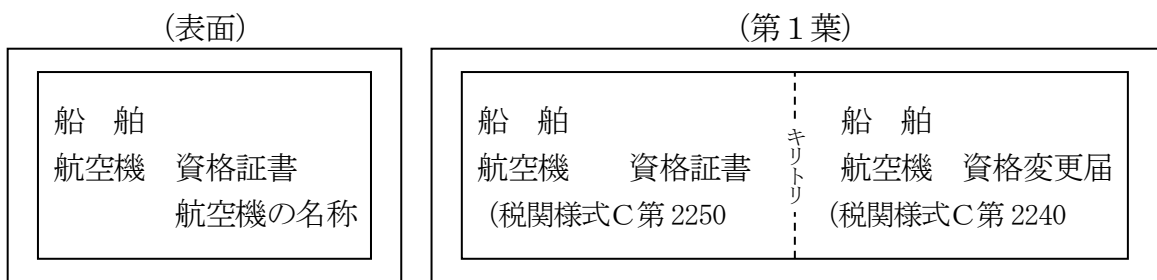 （表面）
船　舶
航空機　資格証書
航空機の名称
（第１葉）
船　舶
航空機　　資格証書
（税関様式Ｃ第 2250
キリトリ
船　舶
航空機　資格変更届
（税関様式Ｃ第 2240